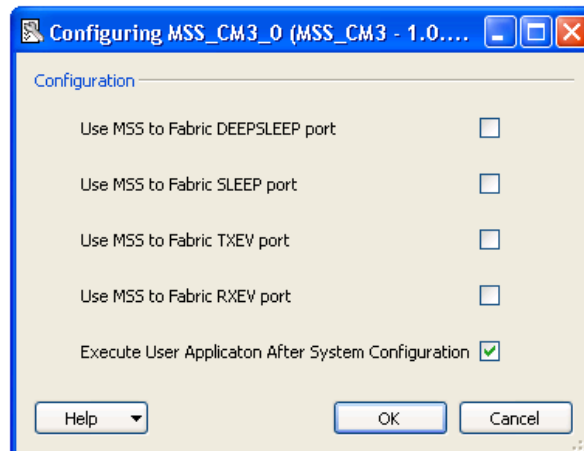 Configuring MSS_CM3_0 (MSS_CM3 - 1.0....
Configuration
Use MSS to Fabric DEEPSLEEP port
Use MSS to Fabric SLEEP port
Use MSS to Fabric TXEV port
Use MSS to Fabric RXEV port
Execute User Applicaton After System Configuration
Help OK Cancel